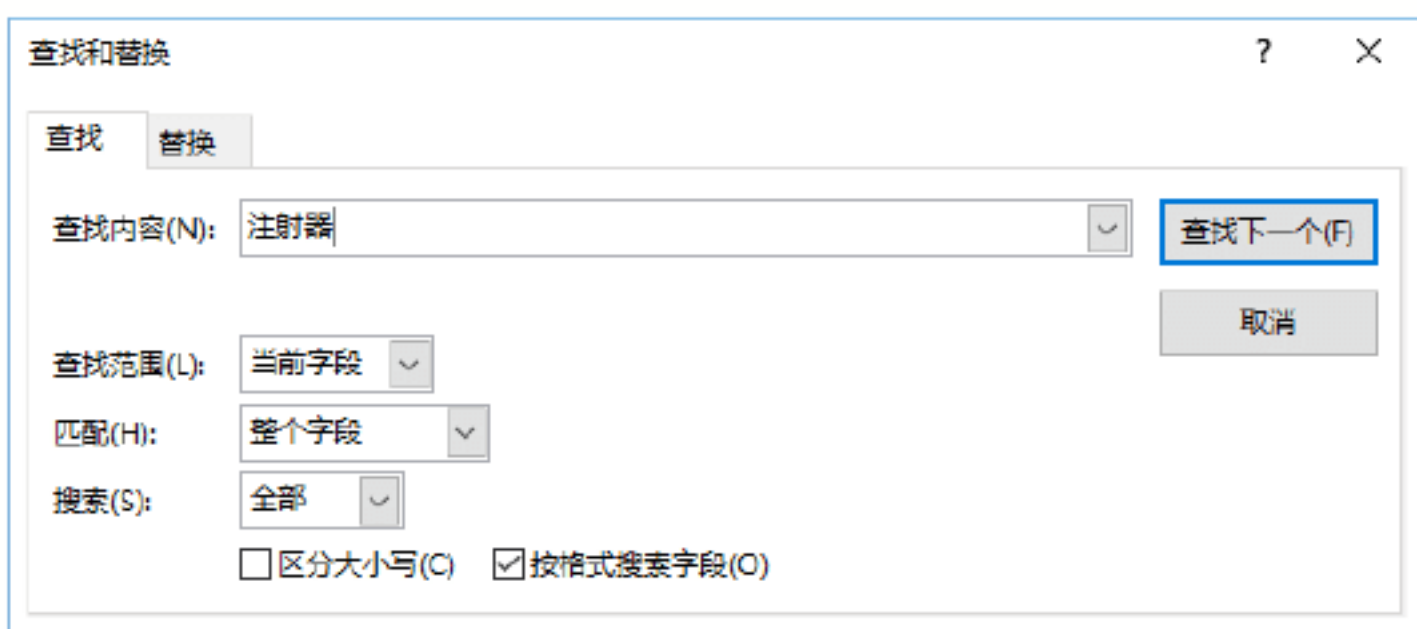 查找和替换 ?
查找 替换
查找内容(N): 注射器 查找下一个(F)
取消
查找范围(L): 当前字段
匹配(H): 整个字段
搜索(S): 全部
区分大小写(C) 按格式搜索字段(O)